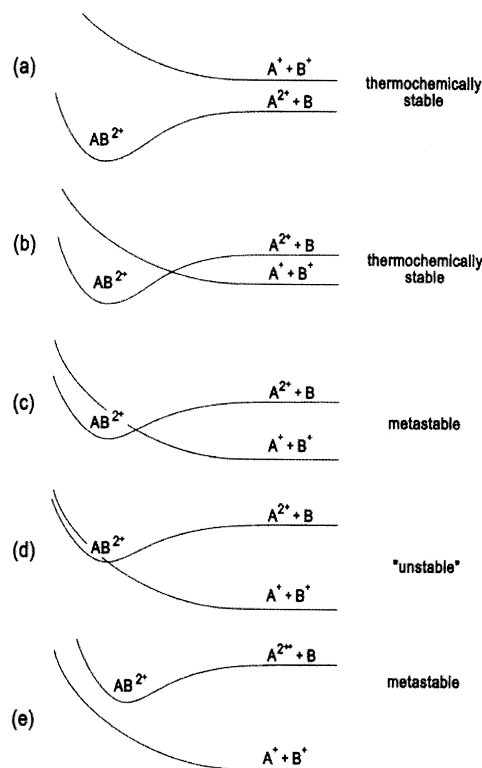 (a)
A⁺ + B⁺
A²⁺ + B
AB²⁺
thermochemically
stable
(b)
A²⁺ + B
A⁺ + B⁺
AB²⁺
thermochemically
stable
(c)
A²⁺ + B
AB²⁺
A⁺ + B⁺
metastable
(d)
A²⁺ + B
AB²⁺
A⁺ + B⁺
"unstable"
(e)
A²⁺⁺ + B
AB²⁺
A⁺ + B⁺
metastable